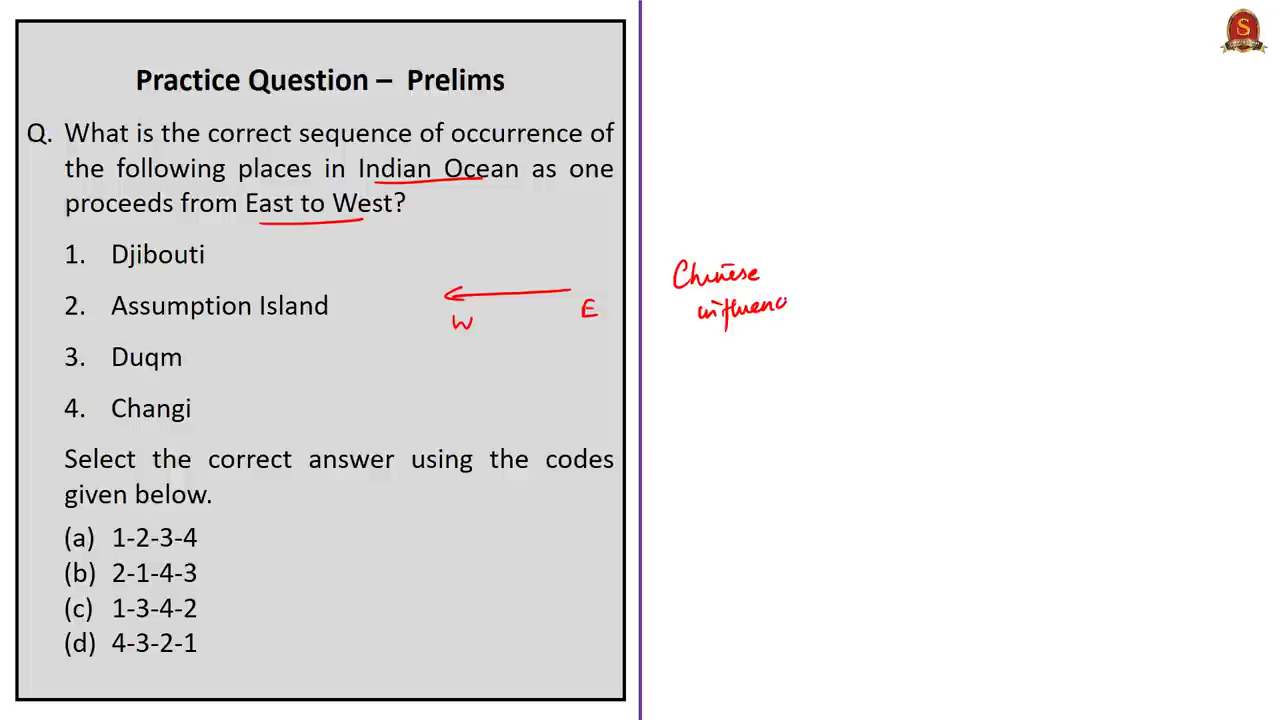 Practice Question – Prelims
Q. What is the correct sequence of occurrence of
the following places in Indian Ocean as one
proceeds from East to West?
1. Djibouti
2. Assumption Island
3. Duqm
4. Changi
W
E
Select the correct answer using the codes
given below.
(a) 1-2-3-4
(b) 2-1-4-3
(c) 1-3-4-2
(d) 4-3-2-1
Chinese
influenc
S